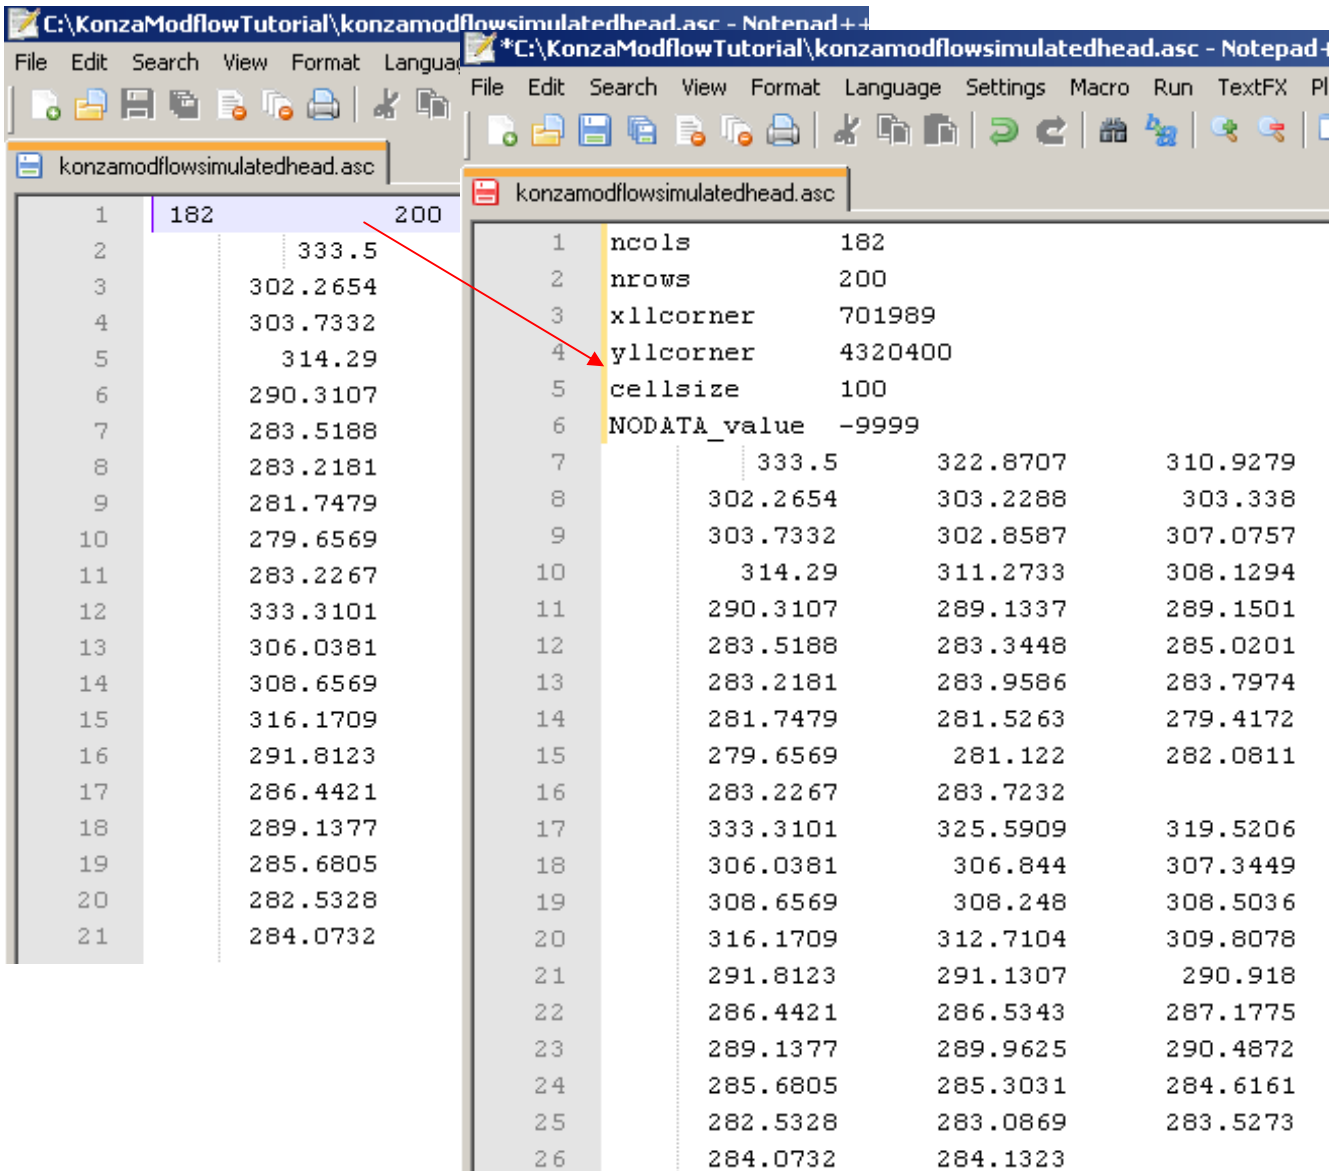 C:\KonzaModflowTutorial\konzamodflowsimulatedhead.asc - Notepad++
File Edit Search View Format Langua
konzamodflowsimulatedhead.asc
1 182 200
2 333.5
3 302.2654
4 303.7332
5 314.29
6 290.3107
7 283.5188
8 283.2181
9 281.7479
10 279.6569
11 283.2267
12 333.3101
13 306.0381
14 308.6569
15 316.1709
16 291.8123
17 286.4421
18 289.1377
19 285.6805
20 282.5328
21 284.0732
*C:\KonzaModflowTutorial\konzamodflowsimulatedhead.asc - Notepad+
File Edit Search View Format Language Settings Macro Run TextFX Pl
konzamodflowsimulatedhead.asc
1 ncols 182
2 nrows 200
3 xllcorner 701989
4 yllcorner 4320400
5 cellsize 100
6 NODATA_value -9999
7 333.5 322.8707 310.9279
8 302.2654 303.2288 303.338
9 303.7332 302.8587 307.0757
10 314.29 311.2733 308.1294
11 290.3107 289.1337 289.1501
12 283.5188 283.3448 285.0201
13 283.2181 283.9586 283.7974
14 281.7479 281.5263 279.4172
15 279.6569 281.122 282.0811
16 283.2267 283.7232
17 333.3101 325.5909 319.5206
18 306.0381 306.844 307.3449
19 308.6569 308.248 308.5036
20 316.1709 312.7104 309.8078
21 291.8123 291.1307 290.918
22 286.4421 286.5343 287.1775
23 289.1377 289.9625 290.4872
24 285.6805 285.3031 284.6161
25 282.5328 283.0869 283.5273
26 284.0732 284.1323